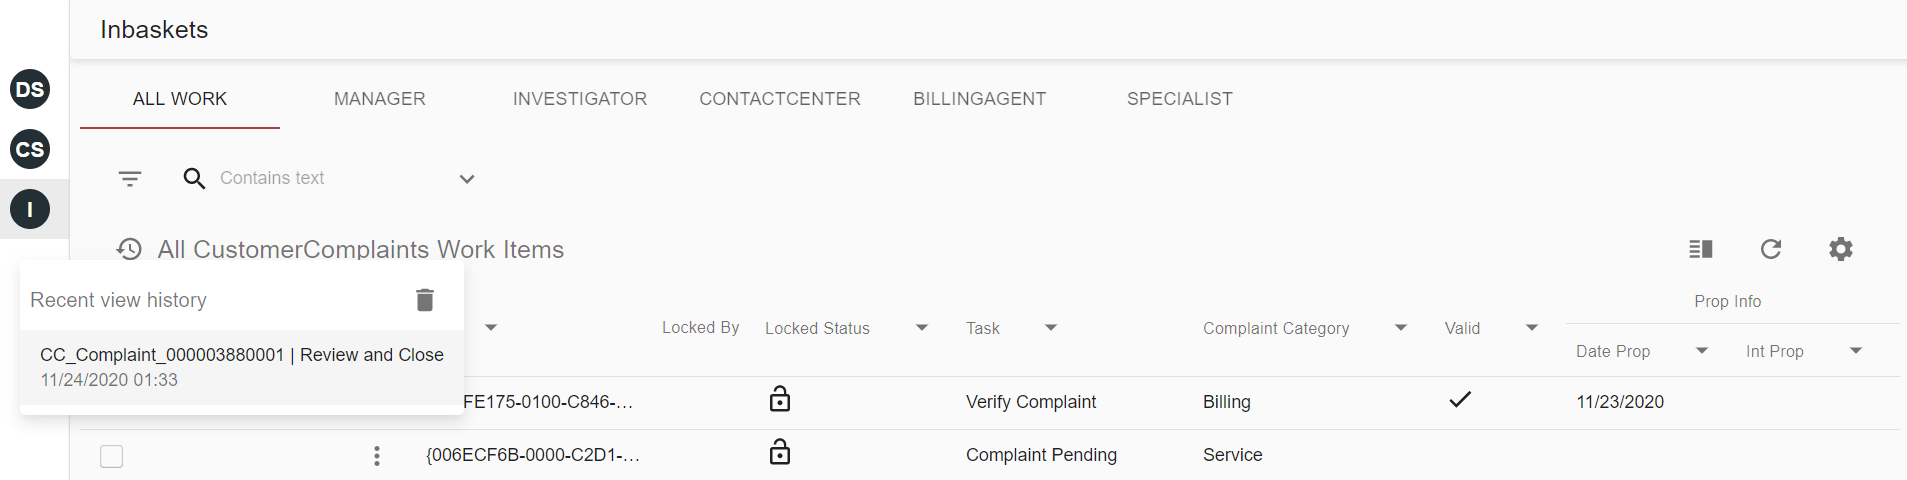 Inbaskets
DS
CS
I
ALL WORK MANAGER INVESTIGATOR CONTACTCENTER BILLINGAGENT SPECIALIST
Contains text
All CustomerComplaints Work Items
Recent view history
CC_Complaint_000003880001 | Review and Close
11/24/2020 01:33
Prop Info
Locked By Locked Status Task Complaint Category Valid
Date Prop Int Prop
FE175-0100-C846-... Verify Complaint Billing 11/23/2020
{006ECF6B-0000-C2D1-... Complaint Pending Service